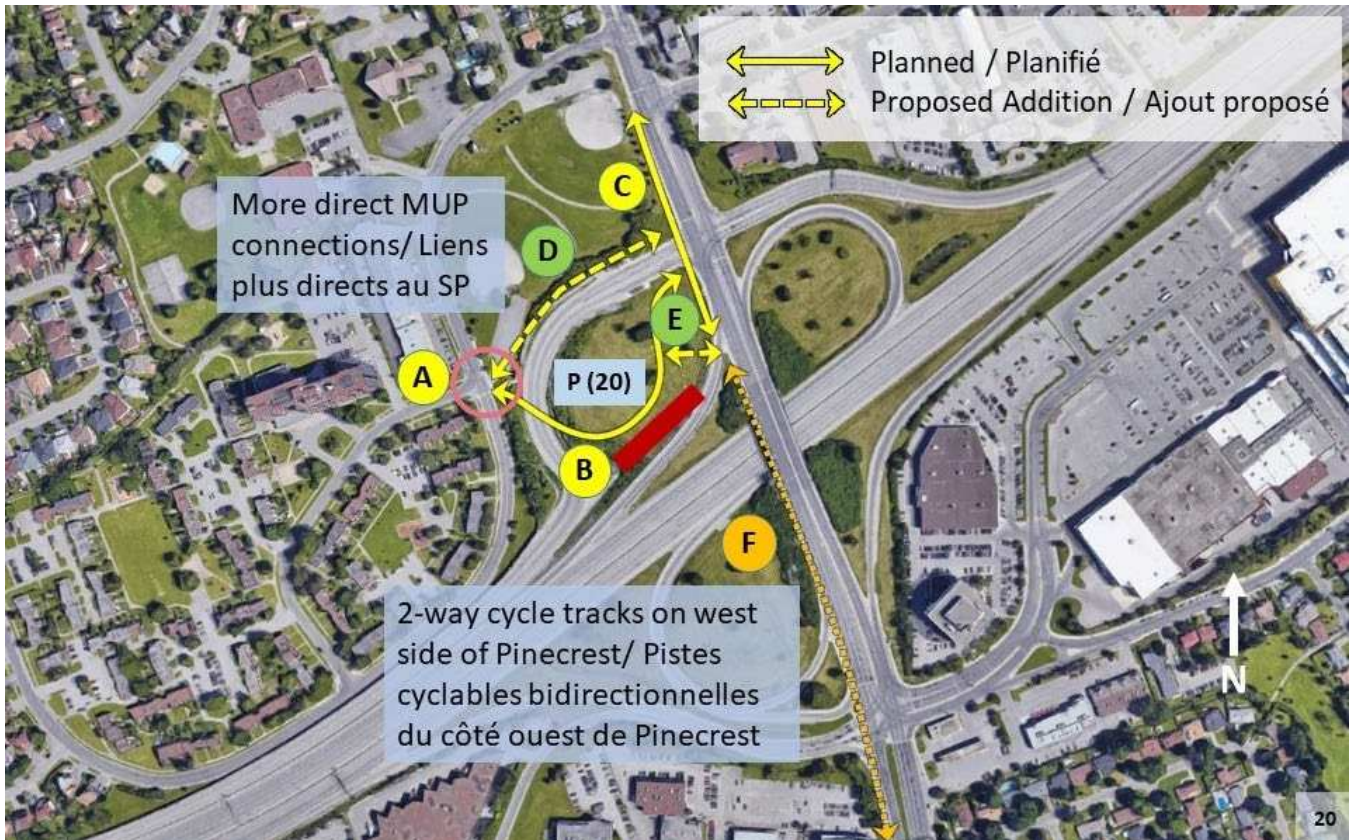 Planned / Planifié
Proposed Addition / Ajout proposé
More direct MUP
connections/ Liens
plus directs au SP
C
D
E
A
P (20)
B
F
2-way cycle tracks on west
side of Pinecrest/ Pistes
cyclables bidirectionnelles
du côté ouest de Pinecrest
N
20